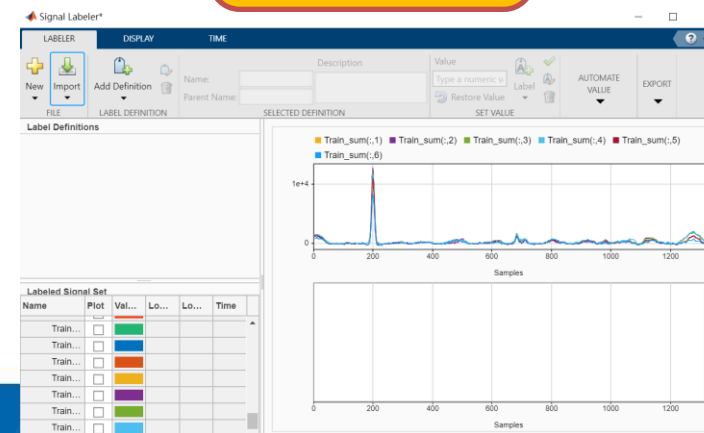 Signal Labeler*
LABELER DISPLAY TIME
?
New Import Add Definition Name: Parent Name: Description Value Type a numeric v Restore Value Label AUTOMATE VALUE EXPORT
FILE LABEL DEFINITION SELECTED DEFINITION SET VALUE
Label Definitions
Train_sum(:,1) Train_sum(:,2) Train_sum(:,3) Train_sum(:,4) Train_sum(:,5)
Train_sum(:,6)
1e+4
0
0 200 400 600 800 1000 1200
Samples
Labeled Signal Set
Name Plot Val... Lo... Lo... Time
Train...
Train...
Train...
Train...
Train...
Train...
Train...
0 200 400 600 800 1000 1200
Samples